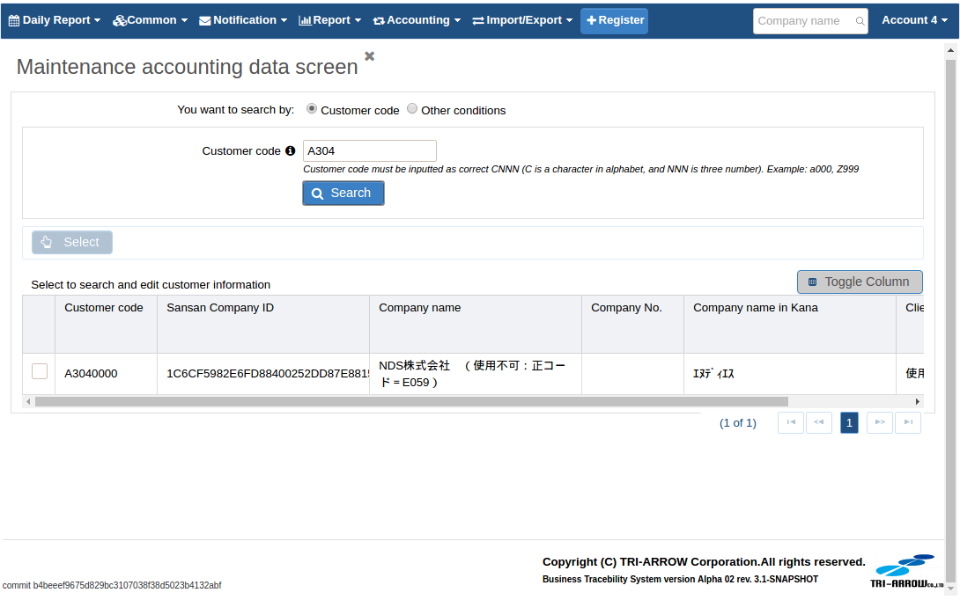 Daily Report Common Notification Report Accounting Import/Export Register Company name Account 4
Maintenance accounting data screen
You want to search by: Customer code Other conditions
Customer code A304
Customer code must be inputted as correct CNNN (C is a character in alphabet, and NNN is three number). Example: a000, Z999
Search
Select
Select to search and edit customer information Toggle Column
Customer code Sansan Company ID Company name Company No. Company name in Kana Clie
A3040000 1C6CF5982E6FD88400252DD87E881 NDS株式会社 （使用不可：正コー
ド＝E059） ｴﾇﾃﾞｨｴｽ 使用
(1 of 1) 1
Copyright (C) TRI-ARROW Corporation.All rights reserved.
Business Tracebility System version Alpha 02 rev. 3.1-SNAPSHOT
TRI-ARROW Co.,LTD
commit b4beeef9675d829bc3107038f38d5023b4132abf